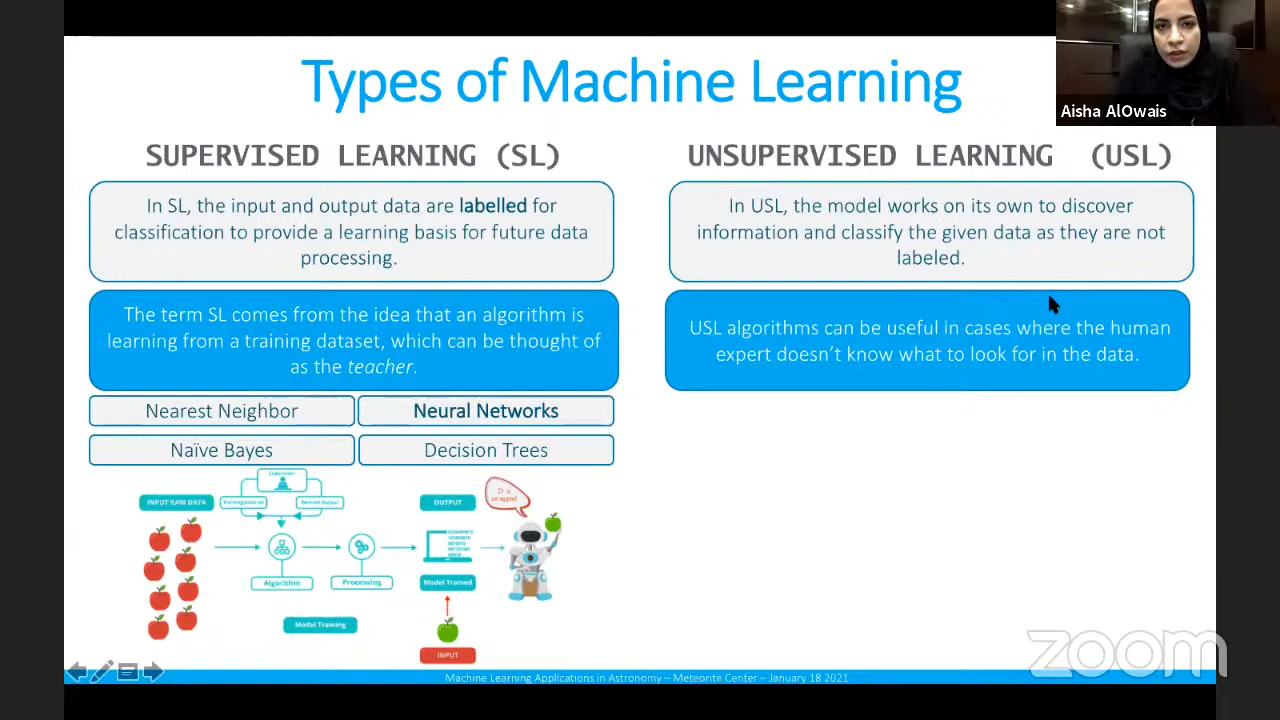 Types of Machine Learning
Aisha AlOwais
SUPERVISED LEARNING (SL)
In SL, the input and output data are labelled for
classification to provide a learning basis for future data
processing.
The term SL comes from the idea that an algorithm is
learning from a training dataset, which can be thought of
as the teacher.
Nearest Neighbor
Neural Networks
Naïve Bayes
Decision Trees
INPUT RAW DATA
Supervisor
Training data set
Desired Output
OUTPUT
It is
an apple!
Algorithm
Processing
Model Trained
Model Training
INPUT
UNSUPERVISED LEARNING (USL)
In USL, the model works on its own to discover
information and classify the given data as they are not
labeled.
USL algorithms can be useful in cases where the human
expert doesn't know what to look for in the data.
zoom
Machine Learning Applications in Astronomy – Meteorite Center – January 18 2021